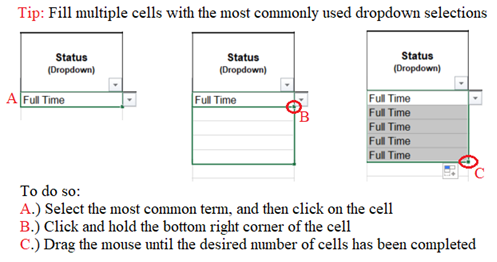 Tip: Fill multiple cells with the most commonly used dropdown selections
Status
(Dropdown)
A Full Time
Status
(Dropdown)
Full Time
B
Status
(Dropdown)
Full Time
Full Time
Full Time
Full Time
Full Time
C
To do so:
A.) Select the most common term, and then click on the cell
B.) Click and hold the bottom right corner of the cell
C.) Drag the mouse until the desired number of cells has been completed